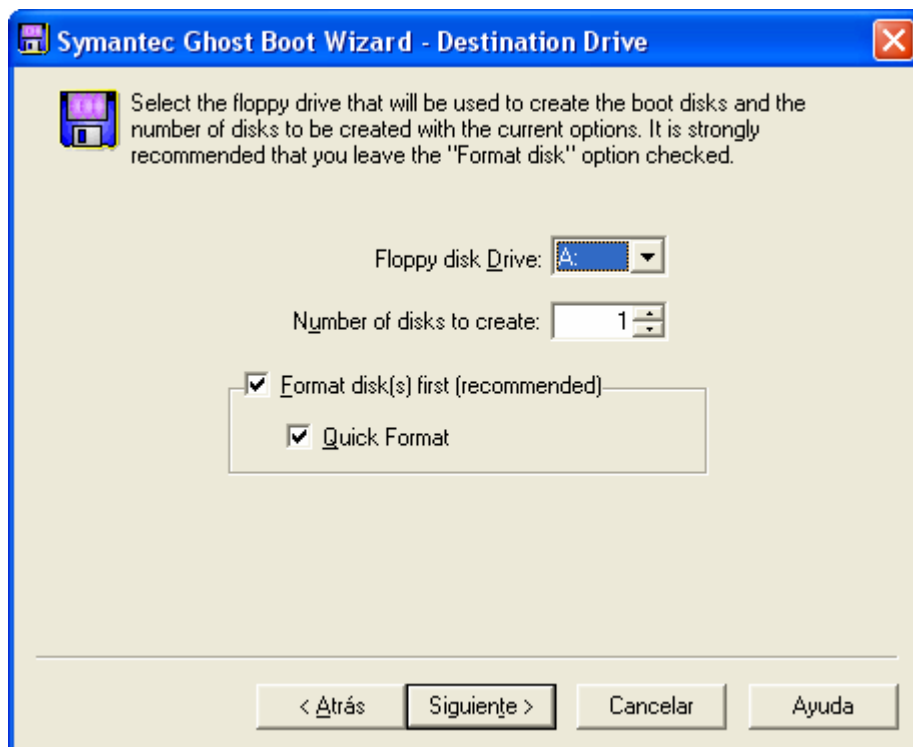 Symantec Ghost Boot Wizard - Destination Drive
Select the floppy drive that will be used to create the boot disks and the
number of disks to be created with the current options. It is strongly
recommended that you leave the "Format disk" option checked.
Floppy disk Drive: A:
Number of disks to create: 1
Format disk(s) first (recommended)
Quick Format
< Atrás Siguiente > Cancelar Ayuda